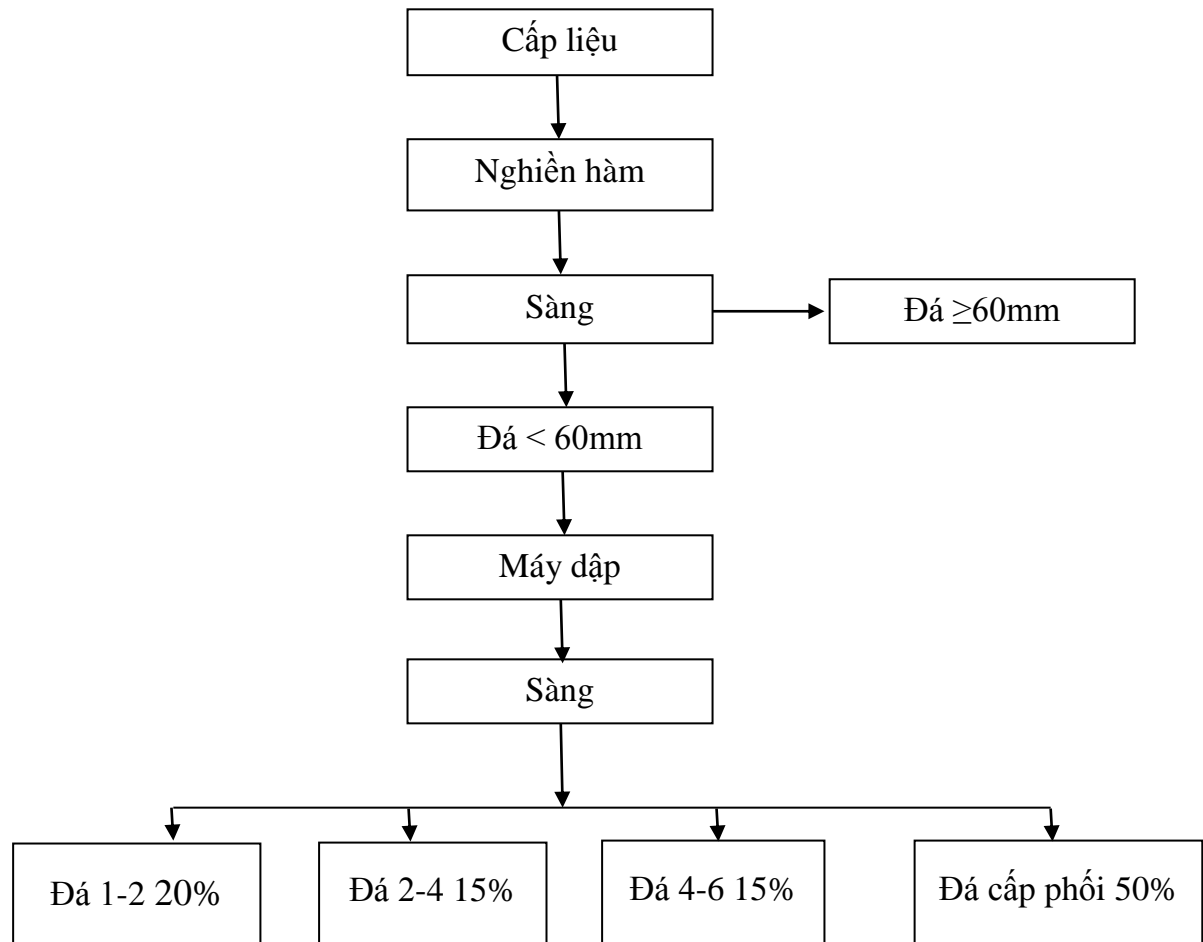 Cấp liệu
Nghiền hàm
Sàng
Đá ≥60mm
Đá < 60mm
Máy dập
Sàng
Đá 1-2 20%
Đá 2-4 15%
Đá 4-6 15%
Đá cấp phối 50%